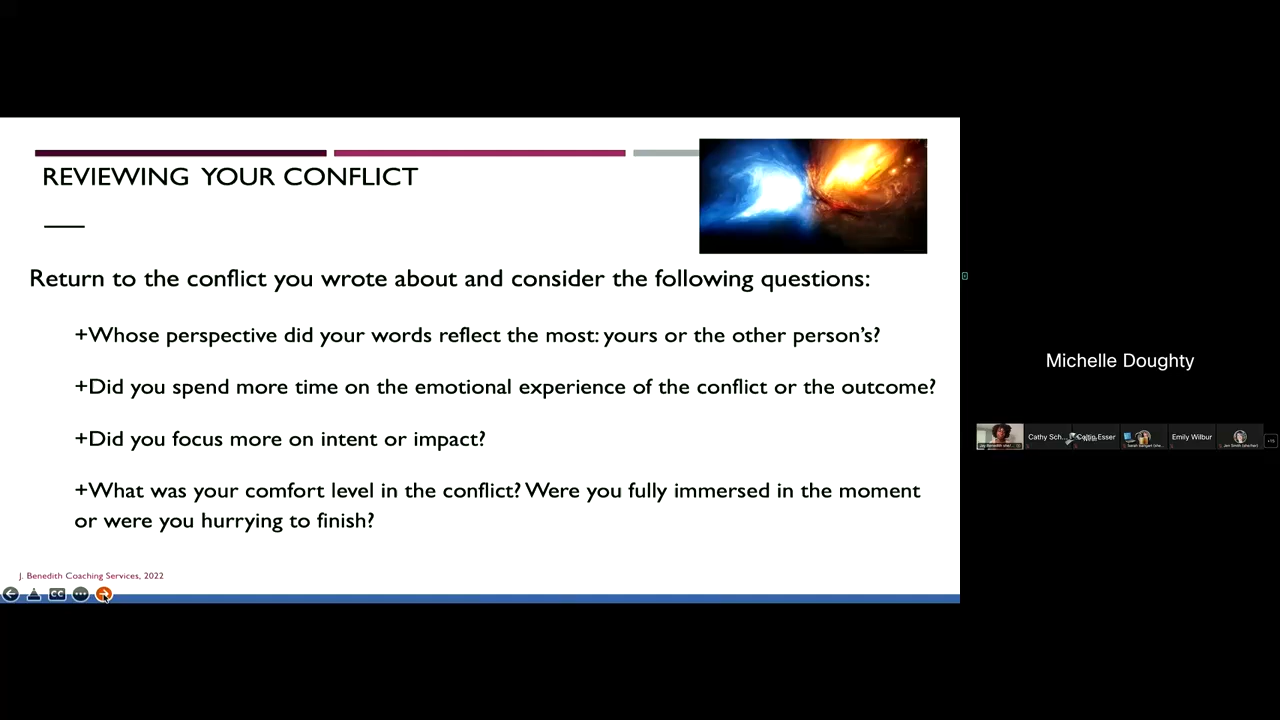 REVIEWING YOUR CONFLICT
Return to the conflict you wrote about and consider the following questions:
+Whose perspective did your words reflect the most: yours or the other person's?
+Did you spend more time on the emotional experience of the conflict or the outcome?
+Did you focus more on intent or impact?
+What was your comfort level in the conflict? Were you fully immersed in the moment
or were you hurrying to finish?
J. Benedith Coaching Services, 2022
CC
Michelle Doughty
Cathy Sch...
Esser
Emily Wilbur